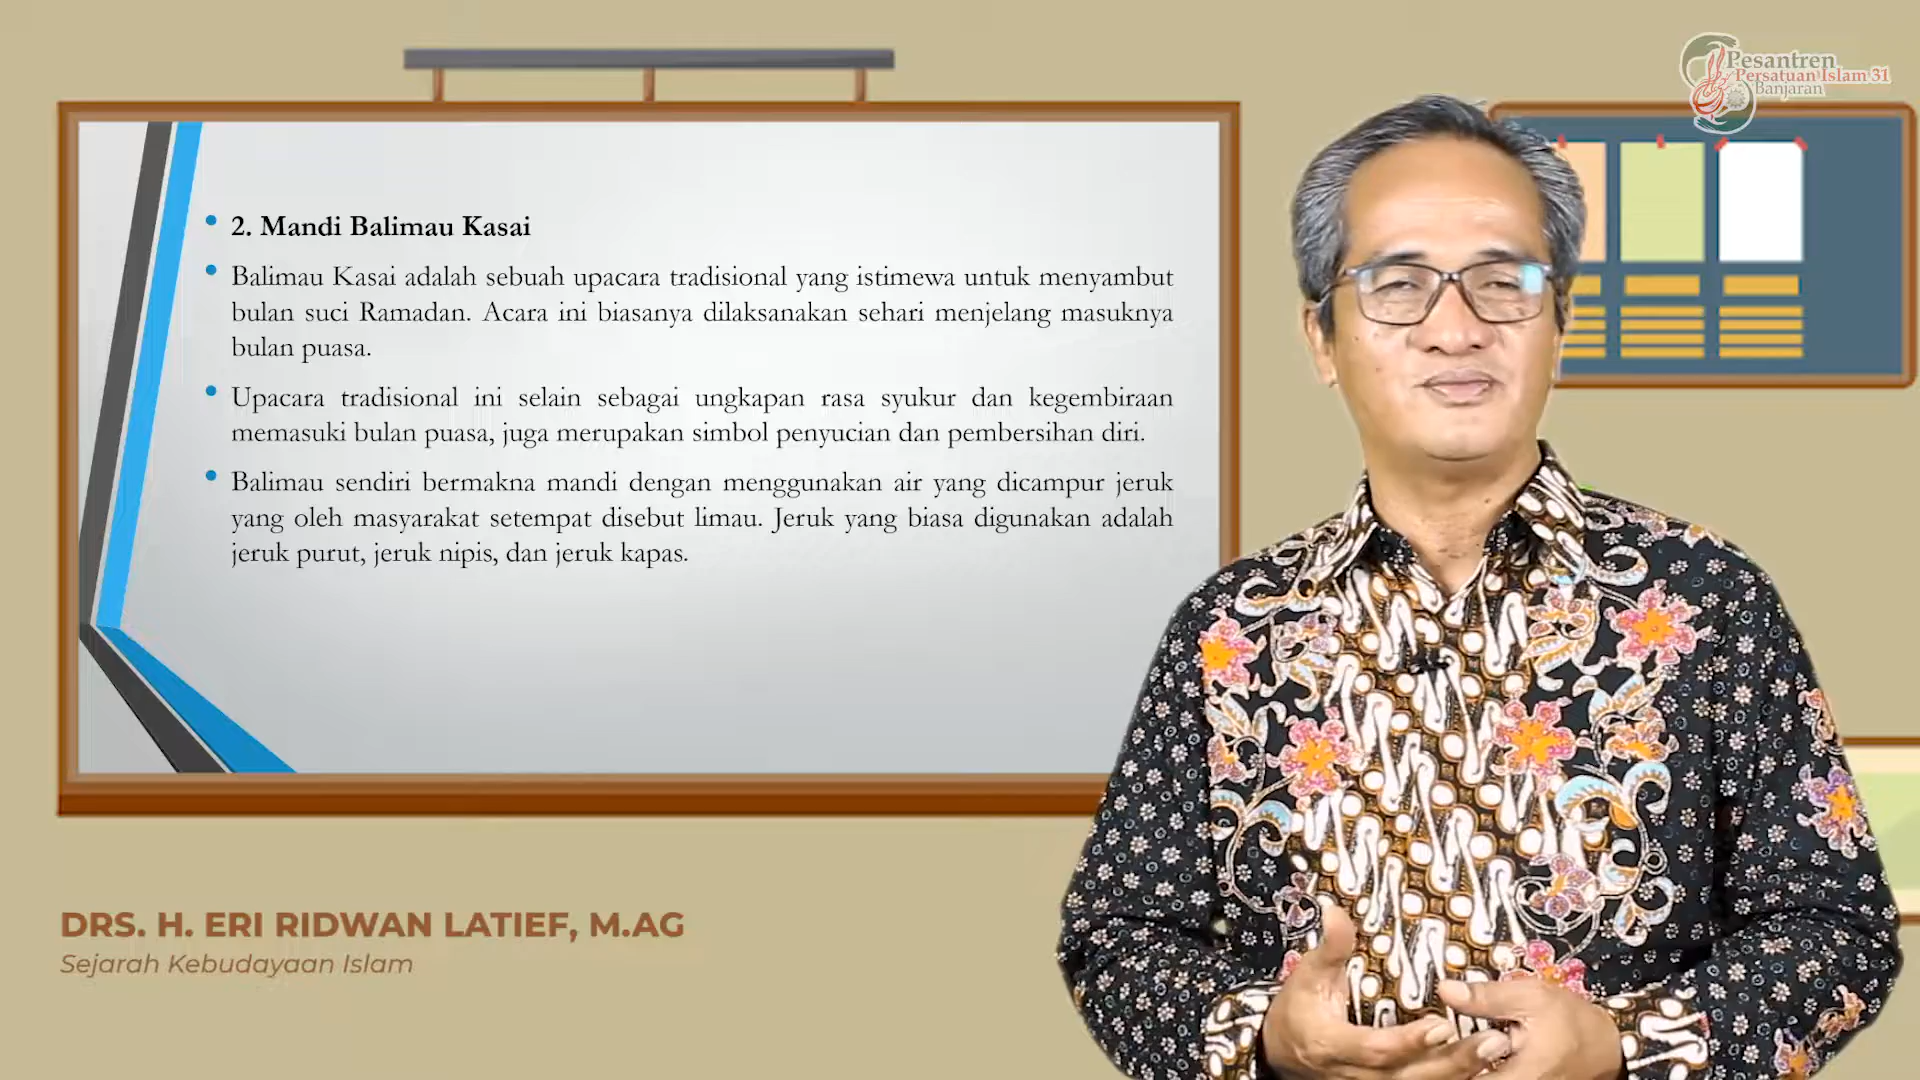 Pesantren
Persatuan Islam 31
Banjaran
2. Mandi Balimau Kasai
Balimau Kasai adalah sebuah upacara tradisional yang istimewa untuk menyambut
bulan suci Ramadan. Acara ini biasanya dilaksanakan sehari menjelang masuknya
bulan puasa.
Upacara tradisional ini selain sebagai ungkapan rasa syukur dan kegembiraan
memasuki bulan puasa, juga merupakan simbol penyucian dan pembersihan diri.
Balimau sendiri bermakna mandi dengan menggunakan air yang dicampur jeruk
yang oleh masyarakat setempat disebut limau. Jeruk yang biasa digunakan adalah
jeruk purut, jeruk nipis, dan jeruk kapas.
DRS. H. ERI RIDWAN LATIEF, M.AG
Sejarah Kebudayaan Islam